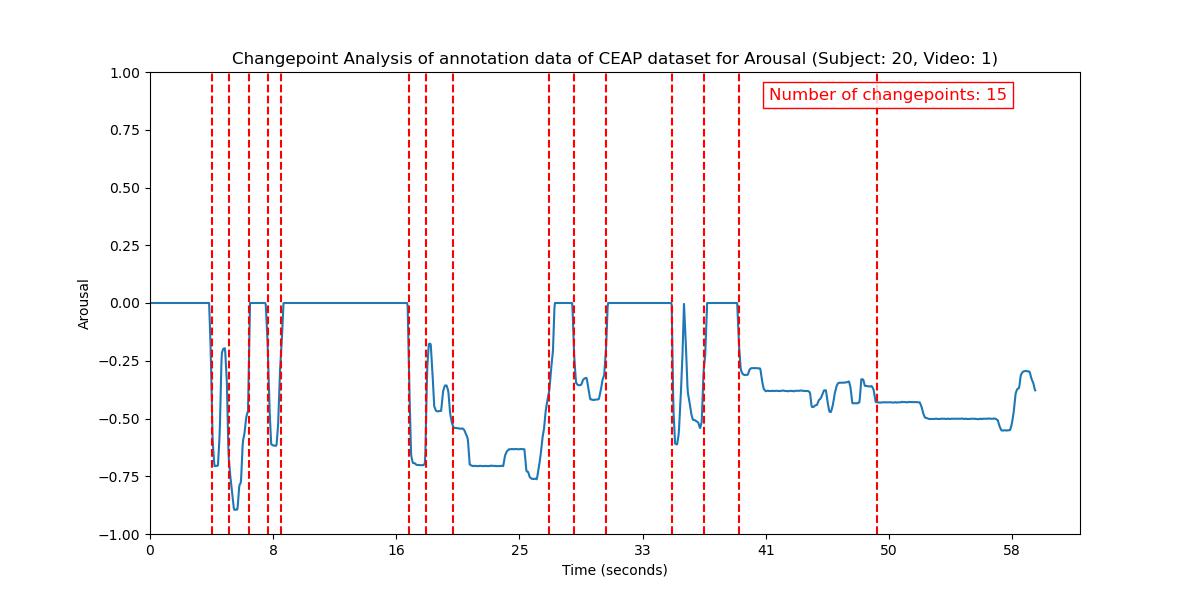 Changepoint Analysis of annotation data of CEAP dataset for Arousal (Subject: 20, Video: 1)
Number of changepoints: 15
Arousal
1.00
0.75
0.50
0.25
0.00
−0.25
−0.50
−0.75
−1.00
0 8 16 25 33 41 50 58
Time (seconds)